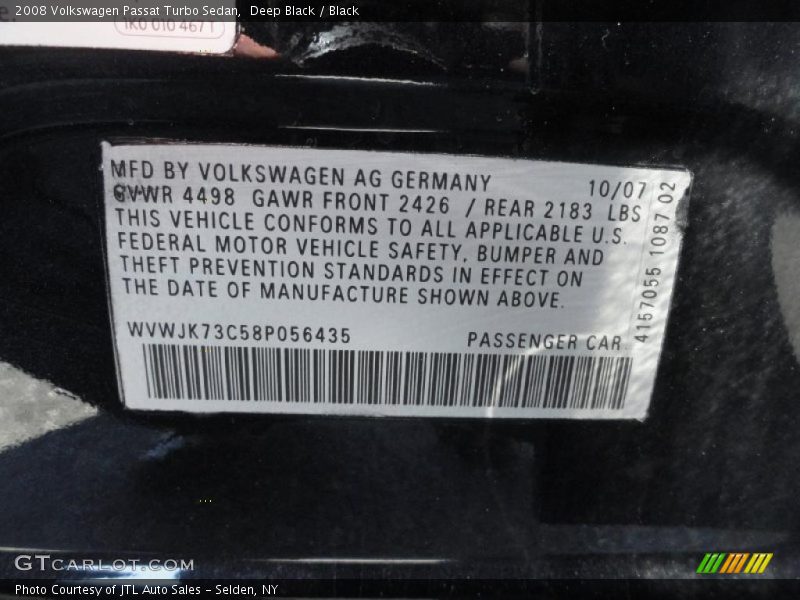 2008 Volkswagen Passat Turbo Sedan, Deep Black / Black
1K0 010 467 T
MFD BY VOLKSWAGEN AG GERMANY 10/07
GVWR 4498 GAWR FRONT 2426 / REAR 2183 LBS
THIS VEHICLE CONFORMS TO ALL APPLICABLE U.S.
FEDERAL MOTOR VEHICLE SAFETY, BUMPER AND
THEFT PREVENTION STANDARDS IN EFFECT ON
THE DATE OF MANUFACTURE SHOWN ABOVE.
WVWJK73C58P056435 PASSENGER CAR
4157055 1087 02
GTCARLOT.COM
Photo Courtesy of JTL Auto Sales - Selden, NY